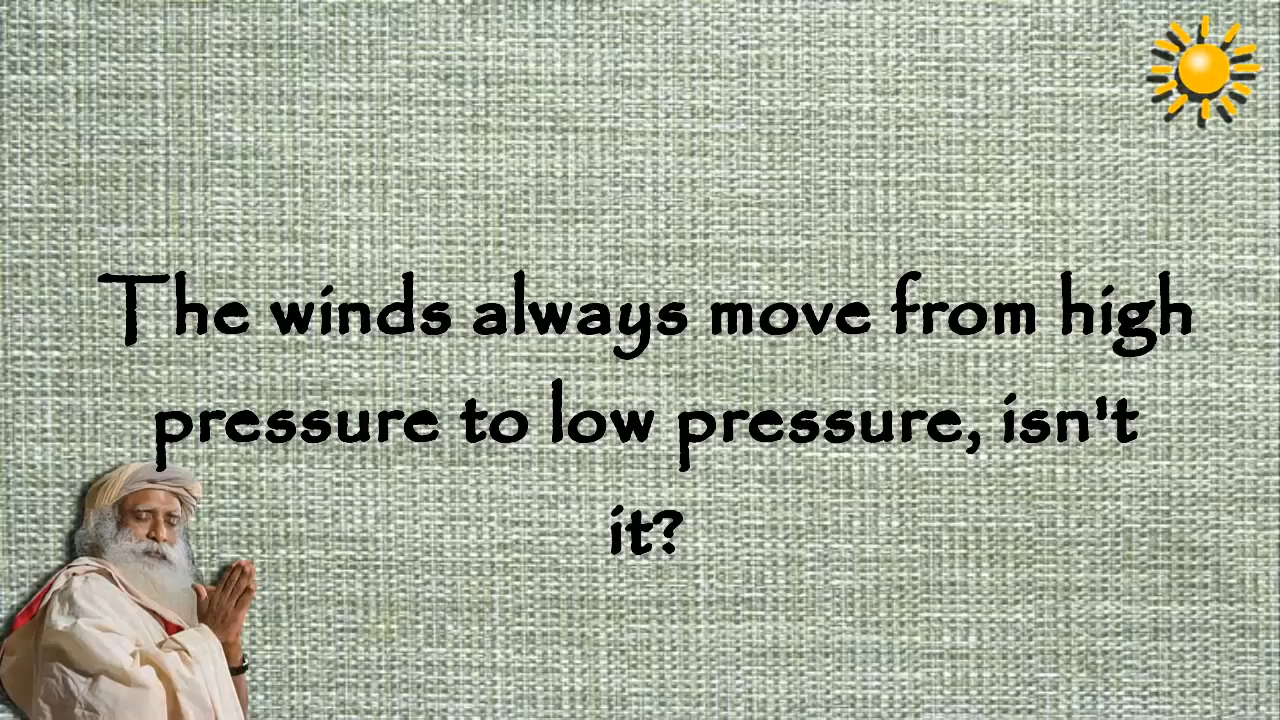 The winds always move from high
pressure to low pressure, isn't
it?